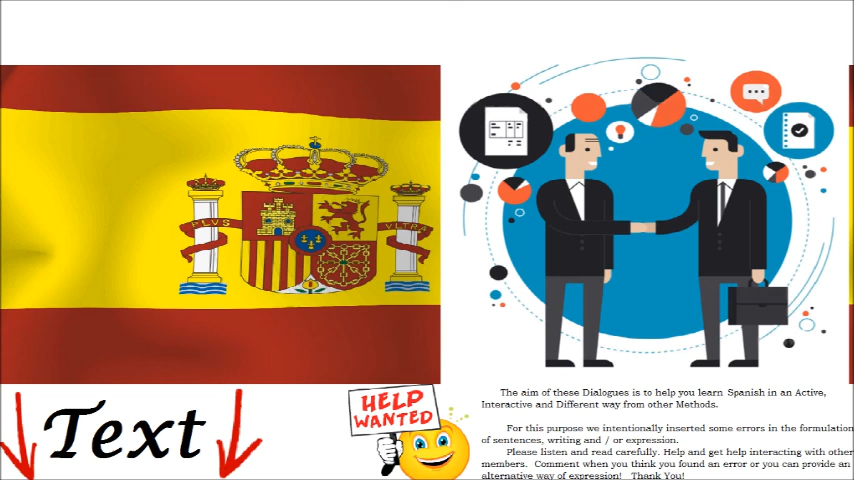 PLVS
VLTRA
Text
HELP
WANTED
The aim of these Dialogues is to help you learn Spanish in an Active,
Interactive and Different way from other Methods.
For this purpose we intentionally inserted some errors in the formulation
of sentences, writing and / or expression.
Please listen and read carefully. Help and get help interacting with other
members. Comment when you think you found an error or you can provide an
alternative way of expression! Thank You!